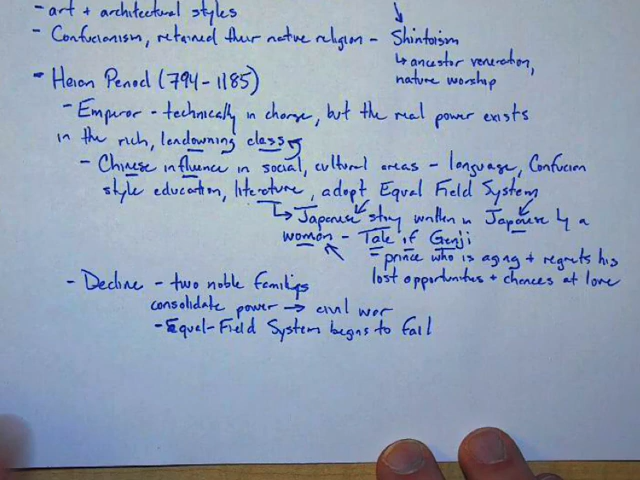 - art + architectural styles
- Confucianism, retained their native religion - Shintoism
↳ ancestor veneration,
nature worship
- Heian Period (794-1185)
- Emperor - technically in charge, but the real power exists
in the rich, landowning class
- Chinese influence in social, cultural areas - language, Confucian
style education, literature, adopt Equal Field System
↳ Japanese story written in Japanese by a
woman - Tale of Genji
- prince who is aging + regrets his
lost opportunities + chances at love
- Decline - two noble families
consolidate power → civil war
- Equal-Field System begins to fail